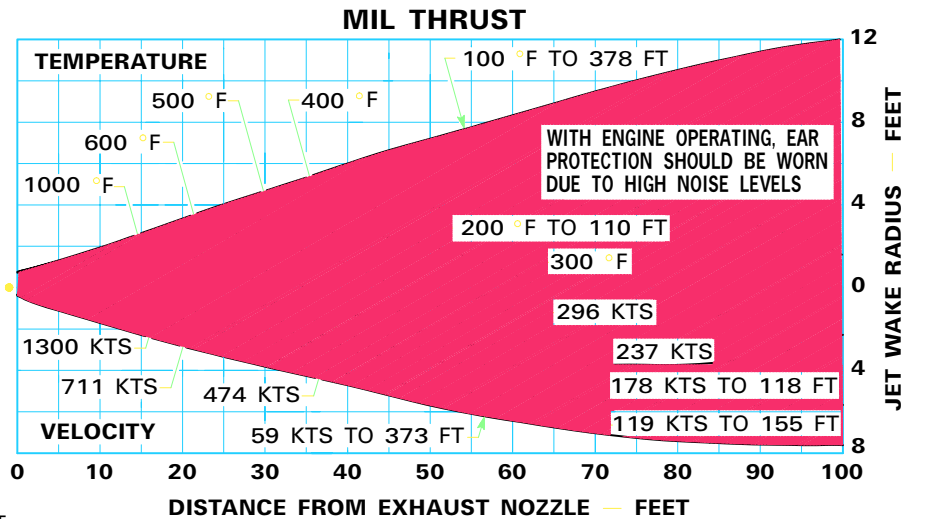 MIL THRUST
TEMPERATURE
100 °F TO 378 FT
500 °F
400 °F
600 °F
1000 °F
WITH ENGINE OPERATING, EAR
PROTECTION SHOULD BE WORN
DUE TO HIGH NOISE LEVELS
200 °F TO 110 FT
300 °F
296 KTS
1300 KTS
237 KTS
711 KTS
474 KTS
178 KTS TO 118 FT
119 KTS TO 155 FT
VELOCITY
59 KTS TO 373 FT
12
8
4
0
4
8
JET WAKE RADIUS — FEET
0 10 20 30 40 50 60 70 80 90 100
DISTANCE FROM EXHAUST NOZZLE — FEET